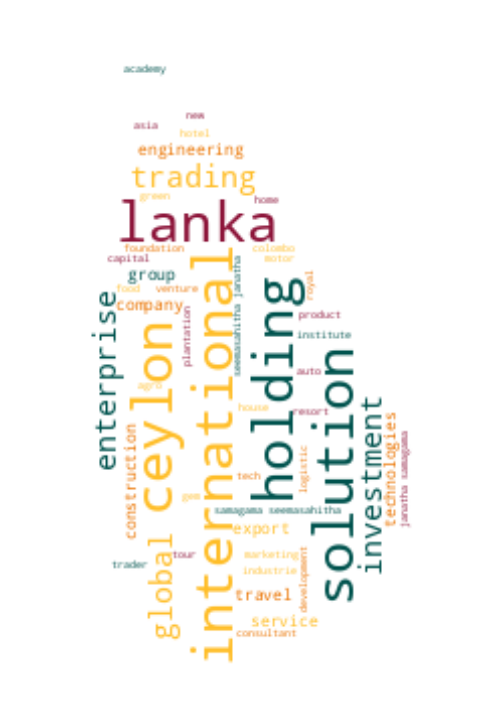 academy
new
asia
hotel
engineering
trading
green
home
lanka
foundation
colombo
capital
motor
group
seemasahitha janatha
royal
food
venture
company
enterprise
international
holding
plantation
product
ceylon
institute
solution
auto
agro
house
resort
investment
technologies
construction
tech
logistic
janatha samagama
gem
samagama seemasahitha
export
global
tour
marketing
trader
industrie
development
travel
service
consultant